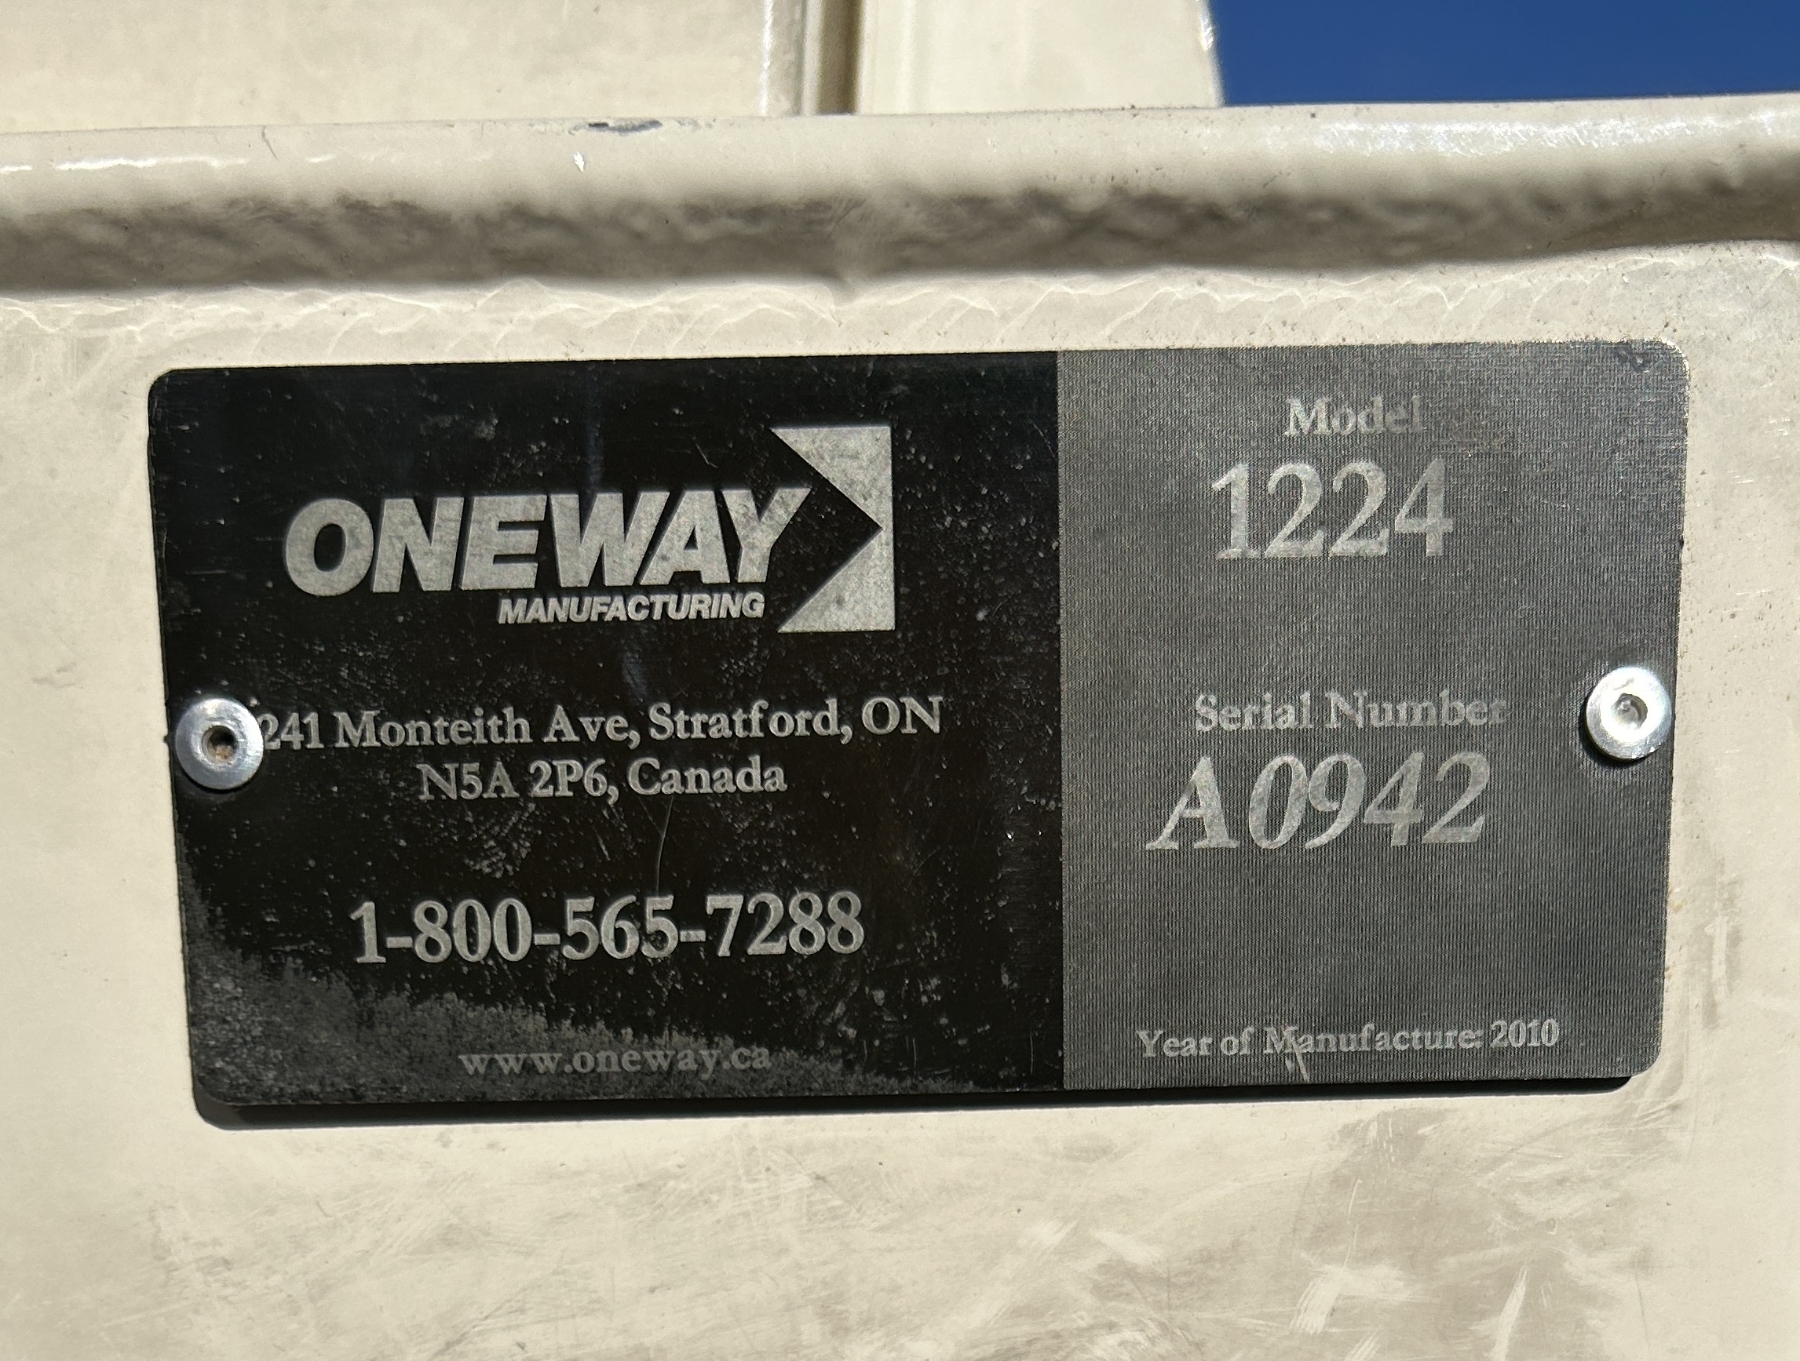 ONEWAY
MANUFACTURING
241 Monteith Ave, Stratford, ON
N5A 2P6, Canada
1-800-565-7288
www.oneway.ca
Model
1224
Serial Number
A0942
Year of Manufacture: 2010